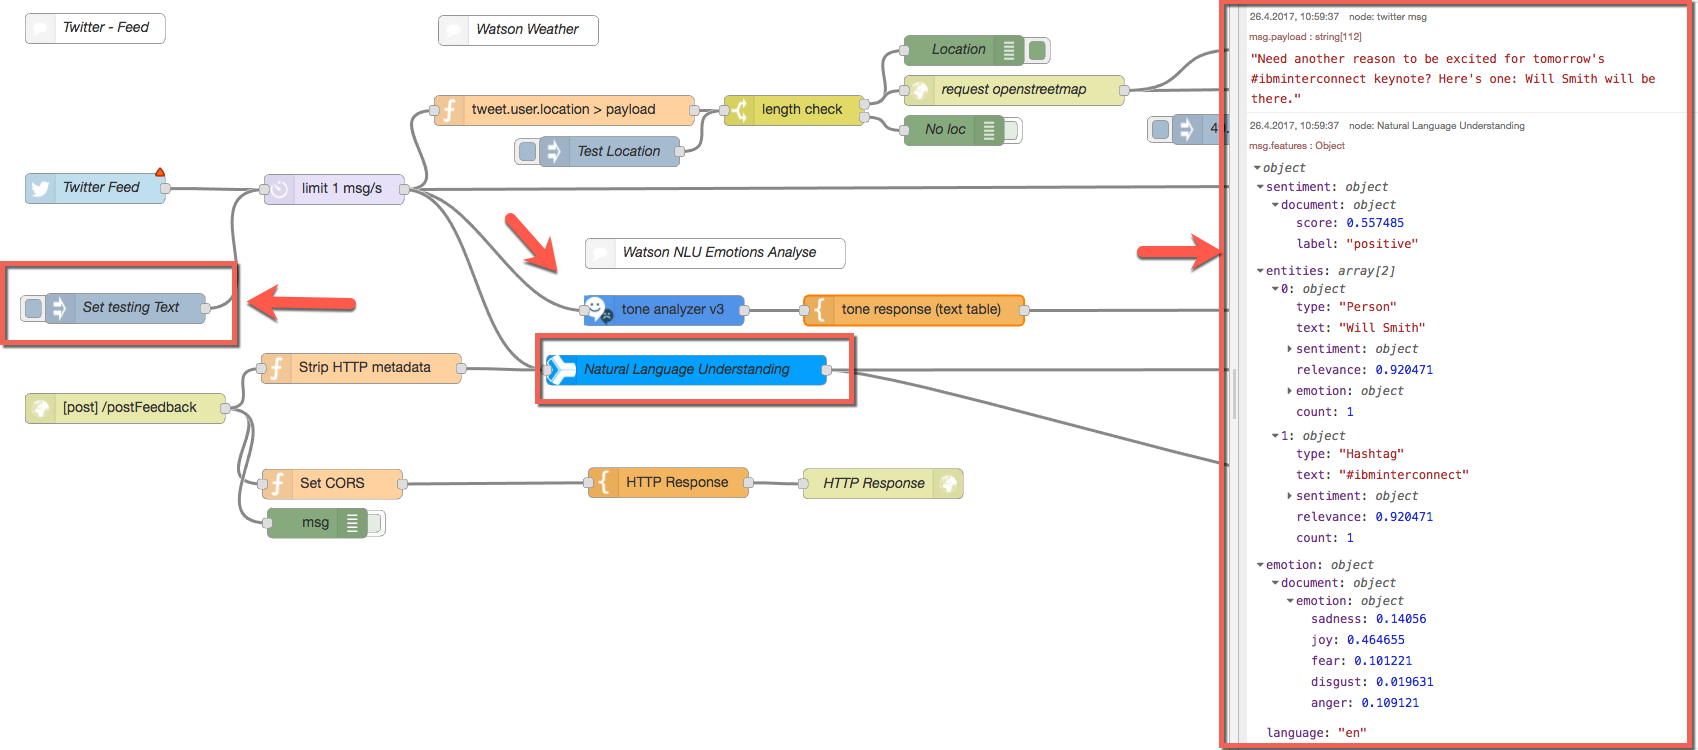 Twitter - Feed
Watson Weather
Location
tweet.user.location > payload
length check
request openstreetmap
No loc
Test Location
Twitter Feed
limit 1 msg/s
Watson NLU Emotions Analyse
Set testing Text
tone analyzer v3
tone response (text table)
Strip HTTP metadata
Natural Language Understanding
[post] /postFeedback
Set CORS
HTTP Response
HTTP Response
msg
26.4.2017, 10:59:37 node: twitter msg
msg.payload : string[112]
"Need another reason to be excited for tomorrow's
#ibminterconnect keynote? Here's one: Will Smith will be
there."
26.4.2017, 10:59:37 node: Natural Language Understanding
msg.features : Object
object
sentiment: object
document: object
score: 0.557485
label: "positive"
entities: array[2]
0: object
type: "Person"
text: "Will Smith"
sentiment: object
relevance: 0.920471
emotion: object
count: 1
1: object
type: "Hashtag"
text: "#ibminterconnect"
sentiment: object
relevance: 0.920471
count: 1
emotion: object
document: object
emotion: object
sadness: 0.14056
joy: 0.464655
fear: 0.101221
disgust: 0.019631
anger: 0.109121
language: "en"